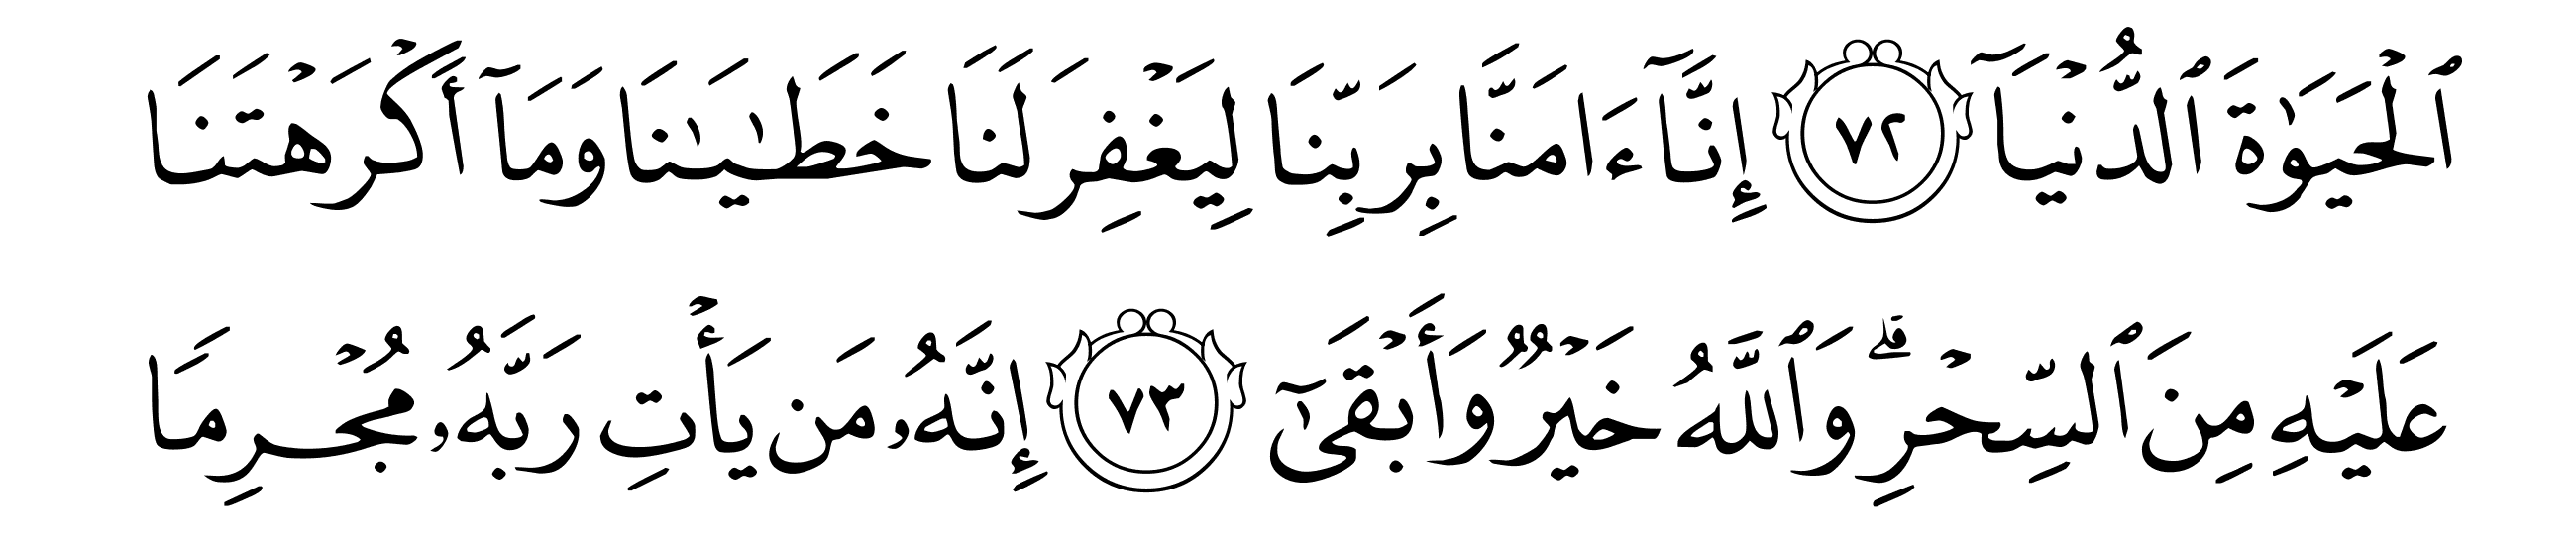 ٱلْحَيَوٰةَ ٱلدُّنْيَآ ٧٢ إِنَّآ ءَامَنَّا بِرَبِّنَا لِيَغْفِرَ لَنَا خَطَـٰيَـٰنَا وَمَآ أَكْرَهْتَنَا
عَلَيْهِ مِنَ ٱلسِّحْرِ ۗ وَٱللَّهُ خَيْرٌ وَأَبْقَىٰٓ ٧٣ إِنَّهُۥ مَن يَأْتِ رَبَّهُۥ مُجْرِمًا